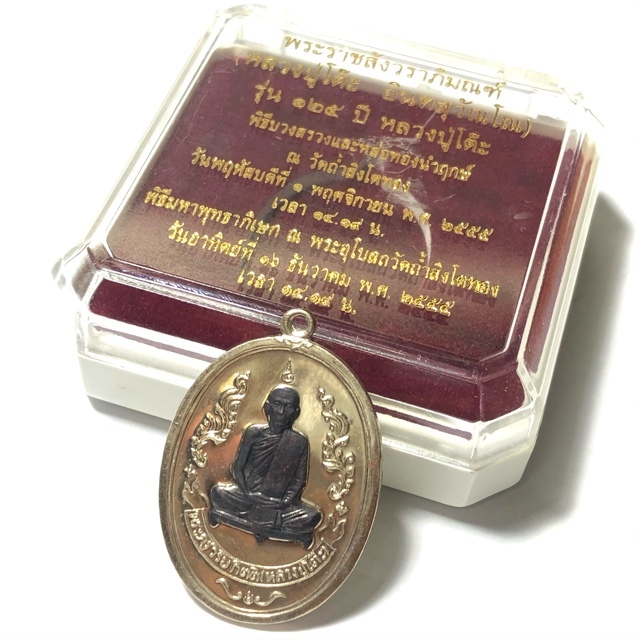 พระราชสังวราภิมณฑ์
(หลวงปู่โต๊ะ อินฺทสุวณฺโณ)
รุ่น ๑๒๕ ปี หลวงปู่โต๊ะ
พิธีบวงสรวงและหล่อทองนำฤกษ์
ณ วัดถ้ำสิงโตทอง
วันพฤหัสบดีที่ ๑ พฤศจิกายน พ.ศ. ๒๕๕๕
เวลา ๑๔.๑๙ น.
พิธีมหาพุทธาภิเษก ณ พระอุโบสถวัดถ้ำสิงโตทอง
วันอาทิตย์ที่ ๑๖ ธันวาคม พ.ศ. ๒๕๕๕
เวลา ๑๔.๑๙ น.
(หลวงปู่โต๊ะ)